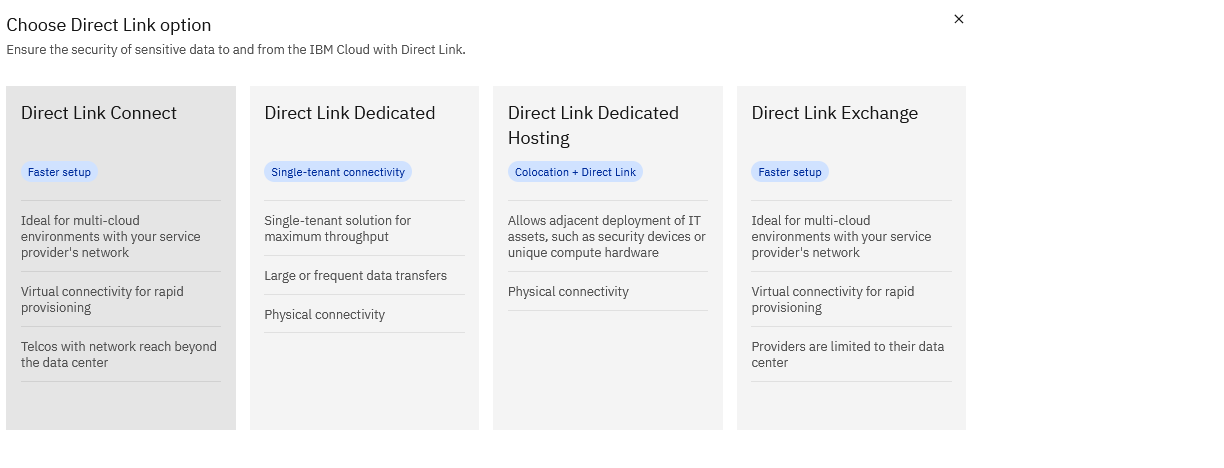 Choose Direct Link option
Ensure the security of sensitive data to and from the IBM Cloud with Direct Link.
Direct Link Connect
Faster setup
Ideal for multi-cloud
environments with your service
provider's network
Virtual connectivity for rapid
provisioning
Telcos with network reach beyond
the data center
Direct Link Dedicated
Single-tenant connectivity
Single-tenant solution for
maximum throughput
Large or frequent data transfers
Physical connectivity
Direct Link Dedicated
Hosting
Colocation + Direct Link
Allows adjacent deployment of IT
assets, such as security devices or
unique compute hardware
Physical connectivity
Direct Link Exchange
Faster setup
Ideal for multi-cloud
environments with your service
provider's network
Virtual connectivity for rapid
provisioning
Providers are limited to their data
center